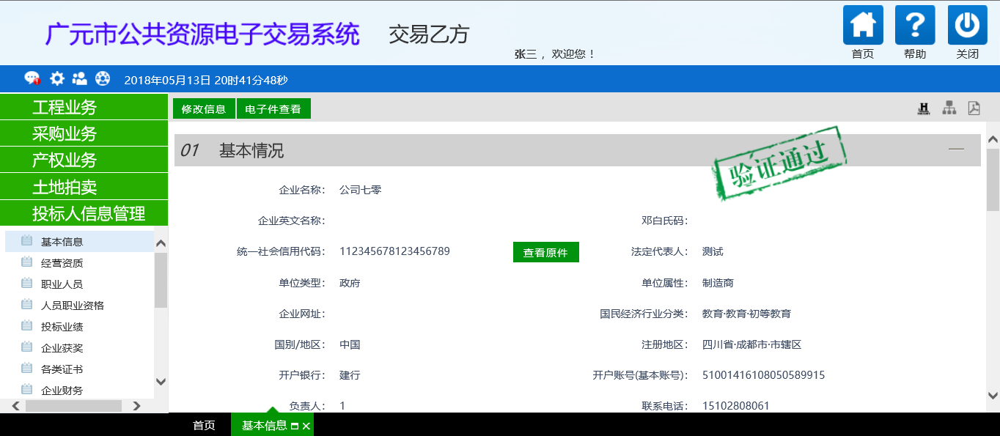 广元市公共资源电子交易系统 交易乙方
张三 ，欢迎您！
首页 帮助 关闭
2018年05月13日 20时41分48秒
工程业务
采购业务
产权业务
土地拍卖
投标人信息管理
基本信息
经营资质
职业人员
人员职业资格
投标业绩
企业获奖
各类证书
企业财务
修改信息 电子件查看
01 基本情况
验证通过
企业名称： 公司七零
企业英文名称： 邓白氏码：
统一社会信用代码： 112345678123456789 查看原件 法定代表人： 测试
单位类型： 政府 单位属性： 制造商
企业网址： 国民经济行业分类： 教育·教育·初等教育
国别/地区： 中国 注册地区： 四川省·成都市·市辖区
开户银行： 建行 开户账号(基本账号)： 51001416108050589915
负责人： 1 联系电话： 15102808061
首页 基本信息